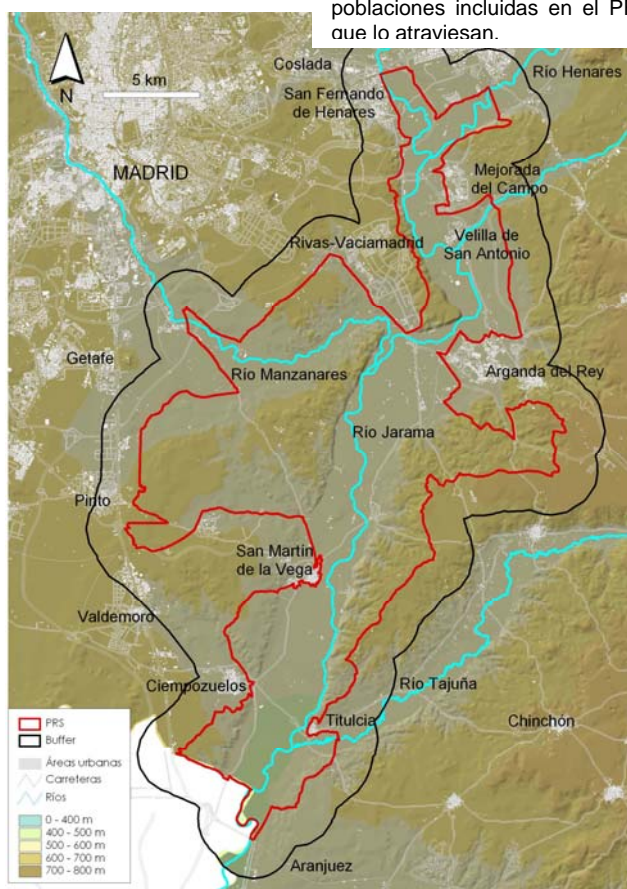 poblaciones incluidas en el
que lo atraviesan.
N
5 km
Coslada
Río Henares
San Fernando
de Henares
MADRID
Mejorada
del Campo
Rivas-Vaciamadrid
Velilla de
San Antonio
Getafe
Río Manzanares
Arganda del Rey
Río Jarama
Pinto
San Martín
de la Vega
Valdemoro
Ciempozuelos
Río Tajuña
Titulcia
Chinchón
Aranjuez
PRS
Buffer
Áreas urbanas
Carreteras
Ríos
0 - 400 m
400 - 500 m
500 - 600 m
600 - 700 m
700 - 800 m